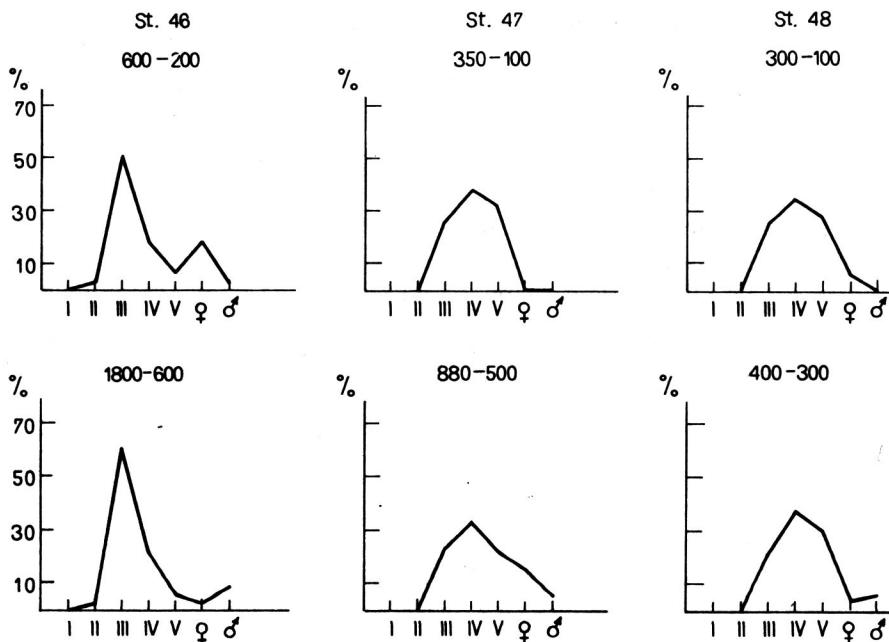 St. 46
600-200
%
70
50
30
10
I II III IV V ♀ ♂
St. 47
350-100
%
I II III IV V ♀ ♂
St. 48
300-100
%
I II III IV V ♀ ♂
1800-600
%
70
50
30
10
I II III IV V ♀ ♂
880-500
%
I II III IV V ♀ ♂
400-300
%
I II III IV V ♀ ♂